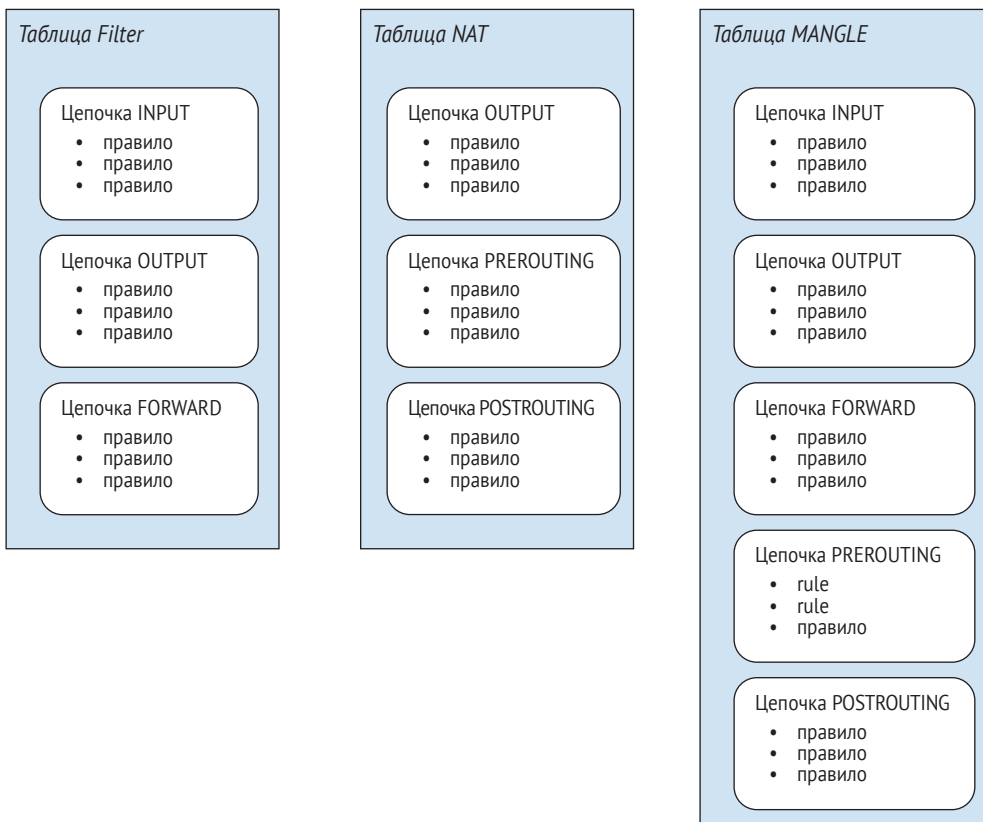 Таблица Filter
Цепочка INPUT
• правило
• правило
• правило
Цепочка OUTPUT
• правило
• правило
• правило
Цепочка FORWARD
• правило
• правило
• правило
Таблица NAT
Цепочка OUTPUT
• правило
• правило
• правило
Цепочка PREROUTING
• правило
• правило
• правило
Цепочка POSTROUTING
• правило
• правило
• правило
Таблица MANGLE
Цепочка INPUT
• правило
• правило
• правило
Цепочка OUTPUT
• правило
• правило
• правило
Цепочка FORWARD
• правило
• правило
• правило
Цепочка PREROUTING
• rule
• rule
• правило
Цепочка POSTROUTING
• правило
• правило
• правило